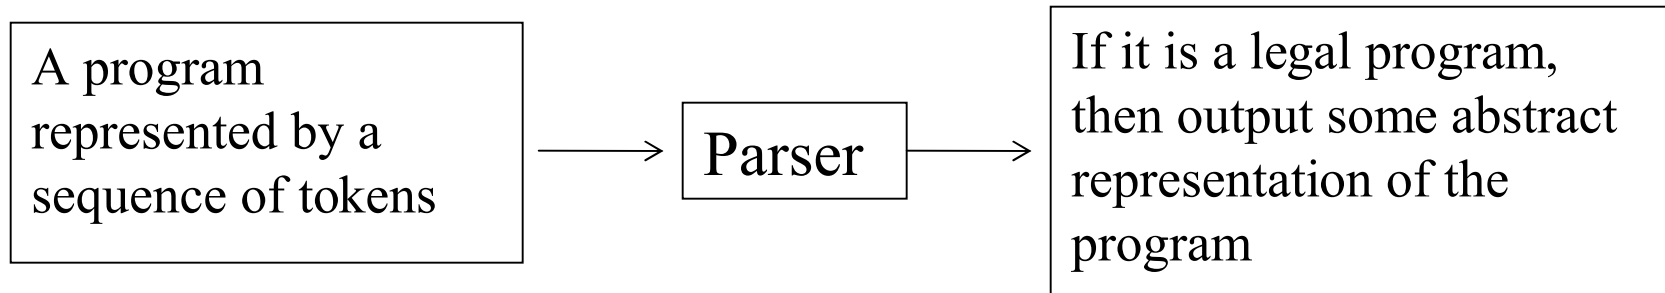 A program
represented by a
sequence of tokens
Parser
If it is a legal program,
then output some abstract
representation of the
program